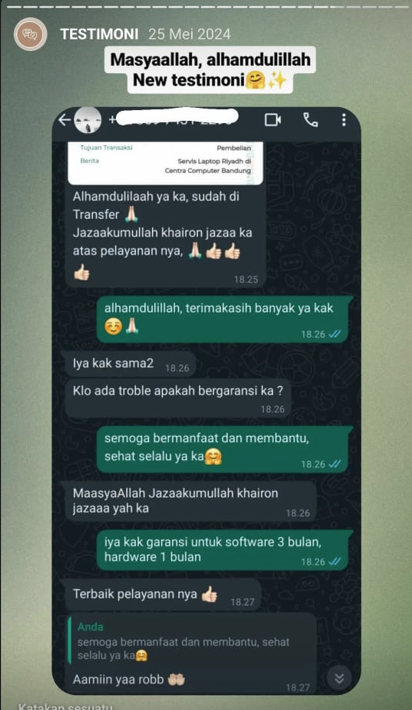 TESTIMONI 25 Mei 2024
Masyaallah, alhamdulillah
New testimoni🤗✨
Tujuan Transaksi Pembelian
Berita Servis Laptop Riyadh di
Centra Computer Bandung
Alhamdulilaah ya ka, sudah di
Transfer 🙏🏻
Jazaakumullah khairon jazaa ka
atas pelayanan nya, 🙏🏻👍🏻👍🏻
👍🏻
18.25
alhamdulillah, terimakasih banyak ya kak
☺️🙏🏻
18.26
Iya kak sama2
18.26
Klo ada troble apakah bergaransi ka ?
18.26
semoga bermanfaat dan membantu,
sehat selalu ya ka🤗
18.26
MaasyaAllah Jazaakumullah khairon
jazaaa yah ka
18.26
iya kak garansi untuk software 3 bulan,
hardware 1 bulan
18.26
Terbaik pelayanan nya 👍🏻
18.27
Anda
semoga bermanfaat dan membantu, sehat
selalu ya ka🤗
Aamiin yaa robb 🤲🏻
18.27
Katakan sesuatu